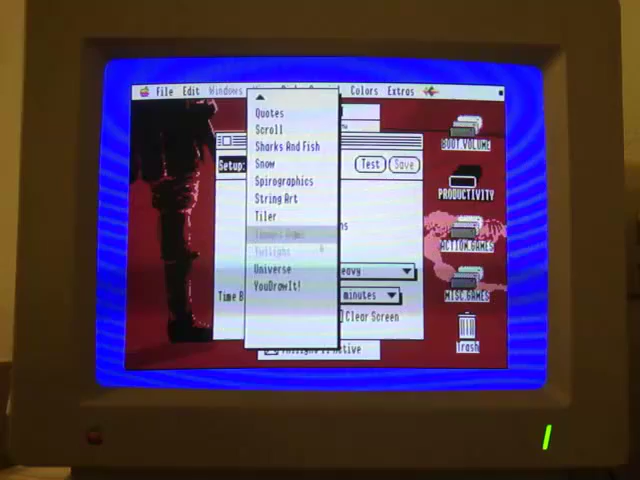 File Edit Windows Colors Extras
Quotes
Scroll
Sharks And Fish
Snow
Spirographics
String Art
Tiler
Twilight
Universe
YouDrawIt!
Setup:
Test
Save
Time
minutes
Clear Screen
Active
BOOT.VOLUME
PRODUCTIVITY
ACTION.GAMES
MISC.GAMES
Trash